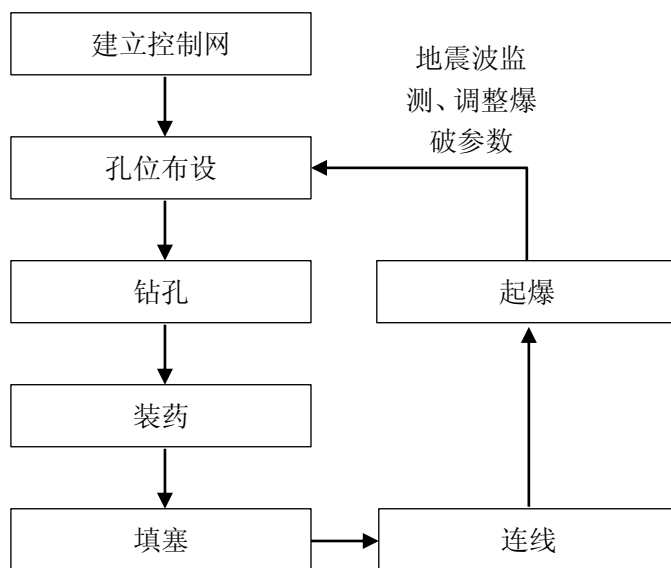 建立控制网
地震波监
测、调整爆
破参数
孔位布设
钻孔
起爆
装药
填塞
连线